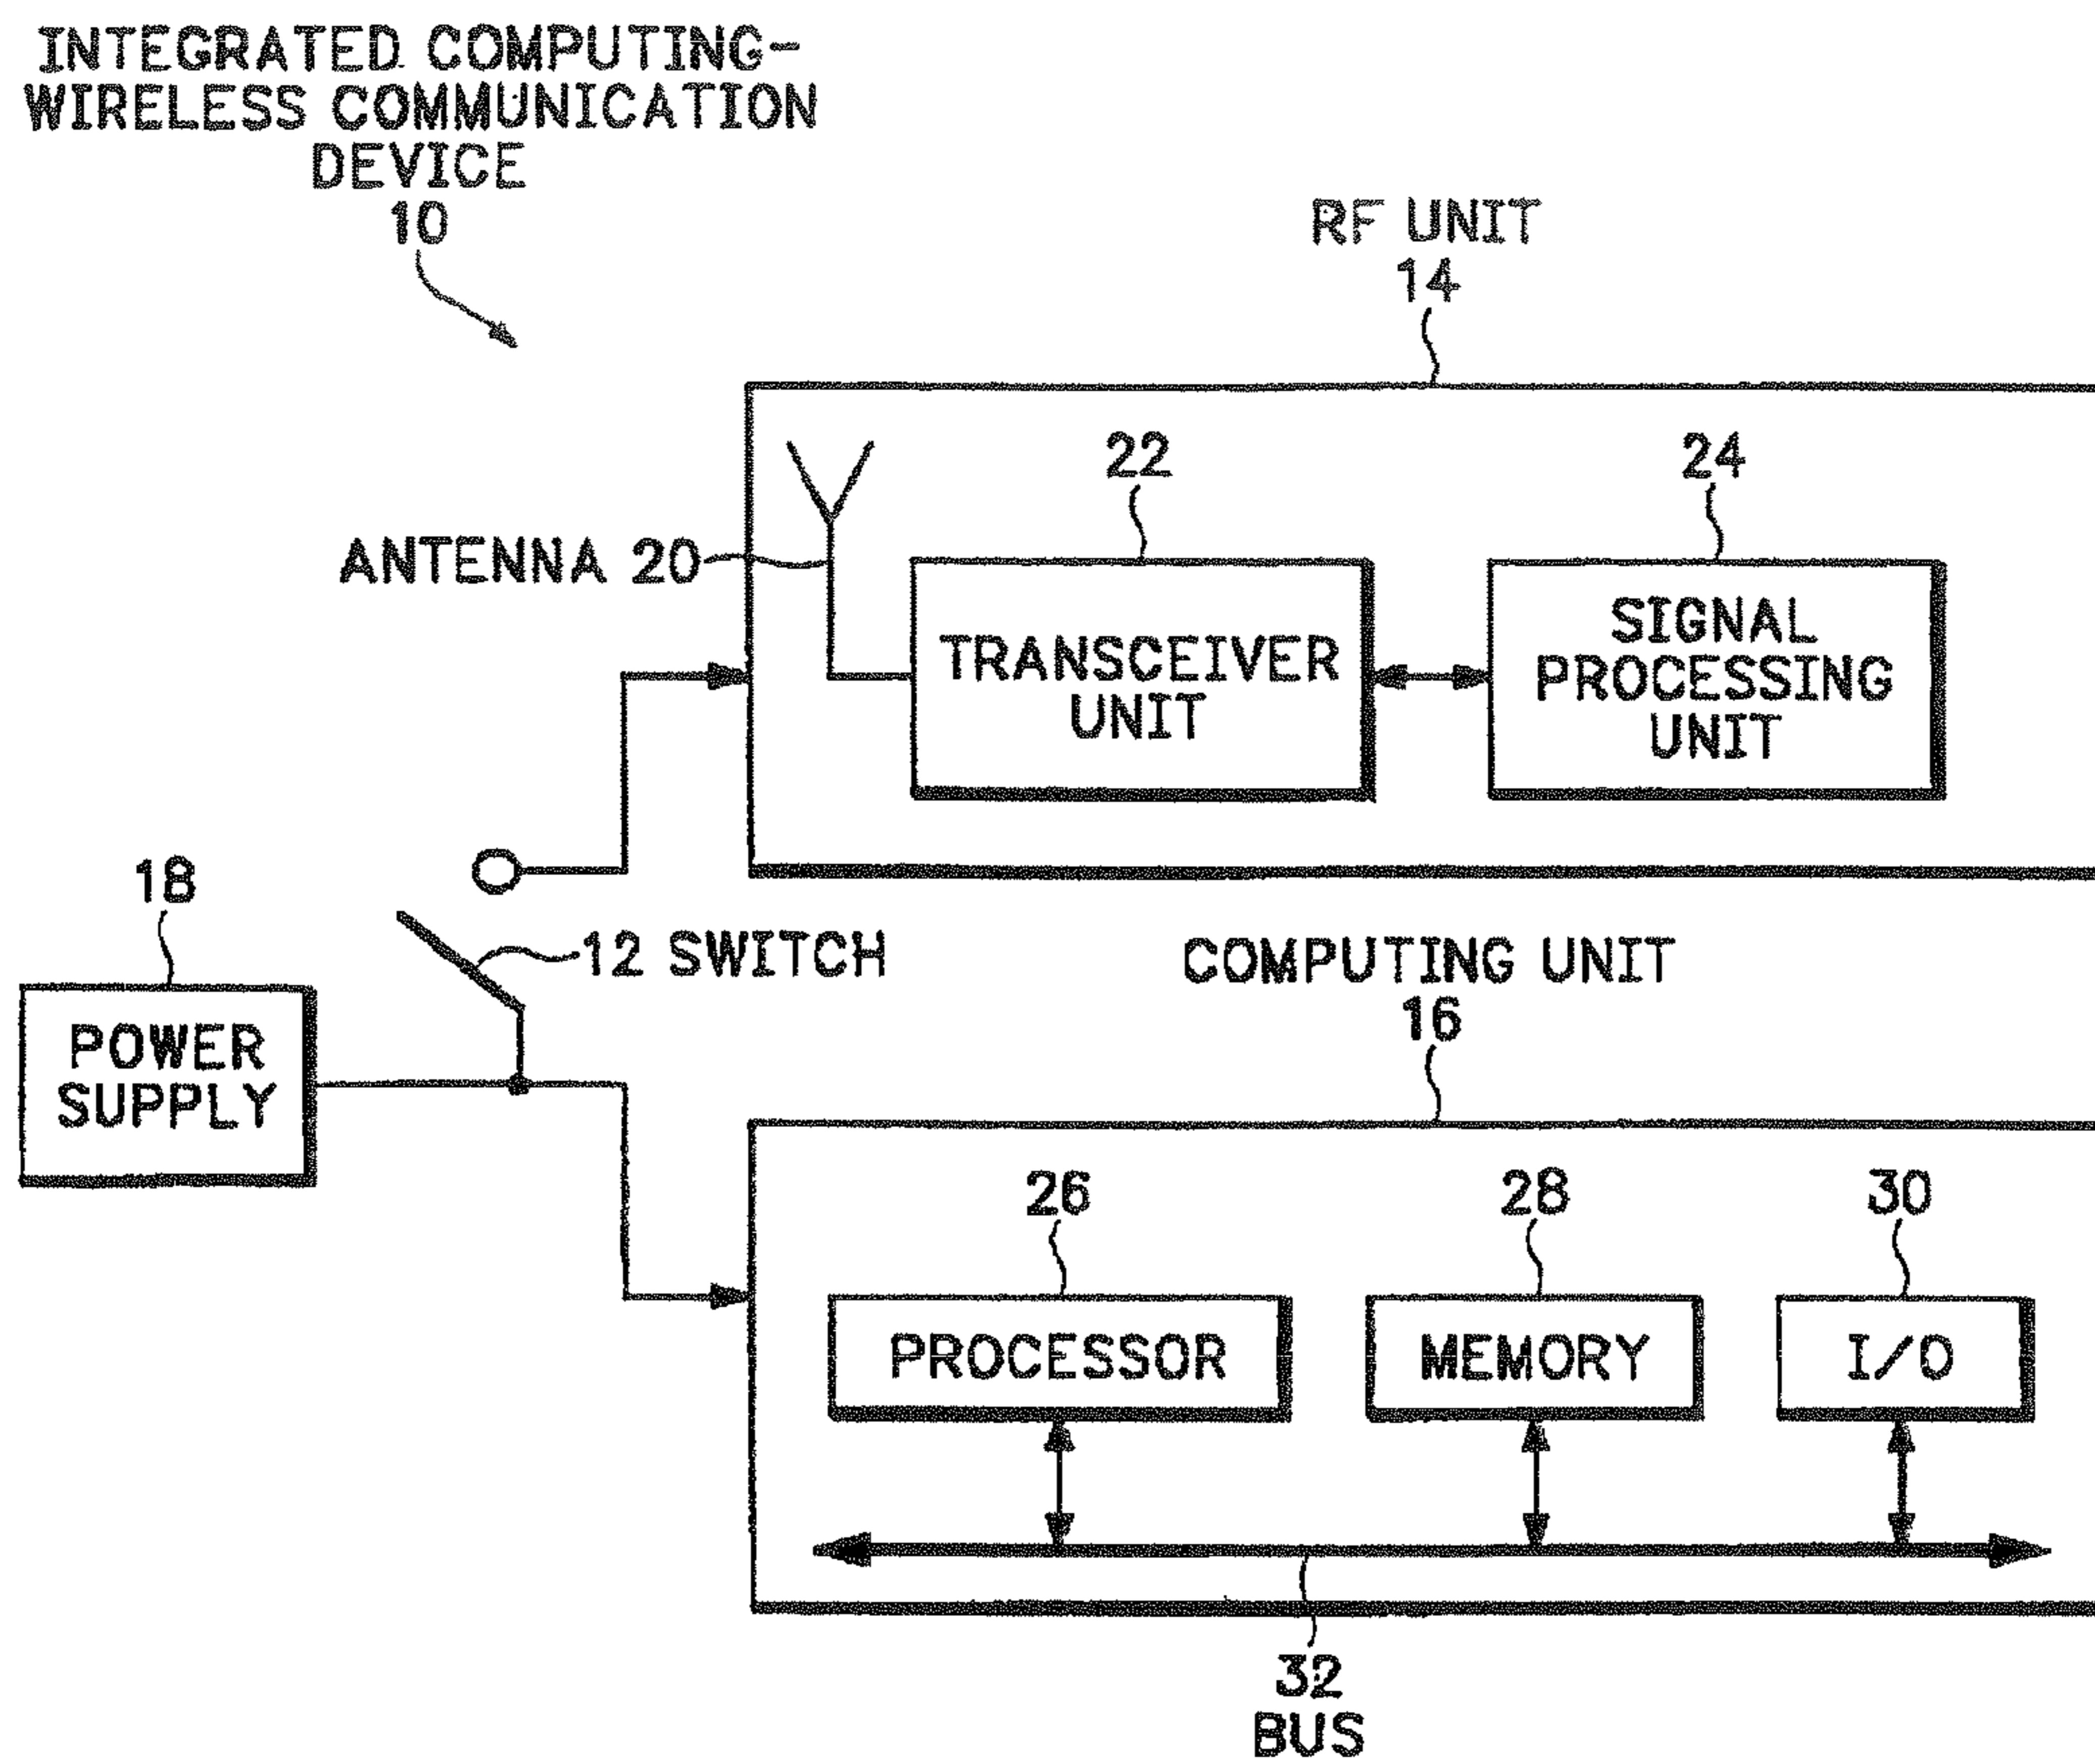 INTEGRATED COMPUTING-
WIRELESS COMMUNICATION
DEVICE
10
RF UNIT
14
22
24
ANTENNA 20
TRANSCEIVER
UNIT
SIGNAL
PROCESSING
UNIT
18
12 SWITCH
POWER
SUPPLY
COMPUTING UNIT
16
26
28
30
PROCESSOR
MEMORY
I/O
32
BUS